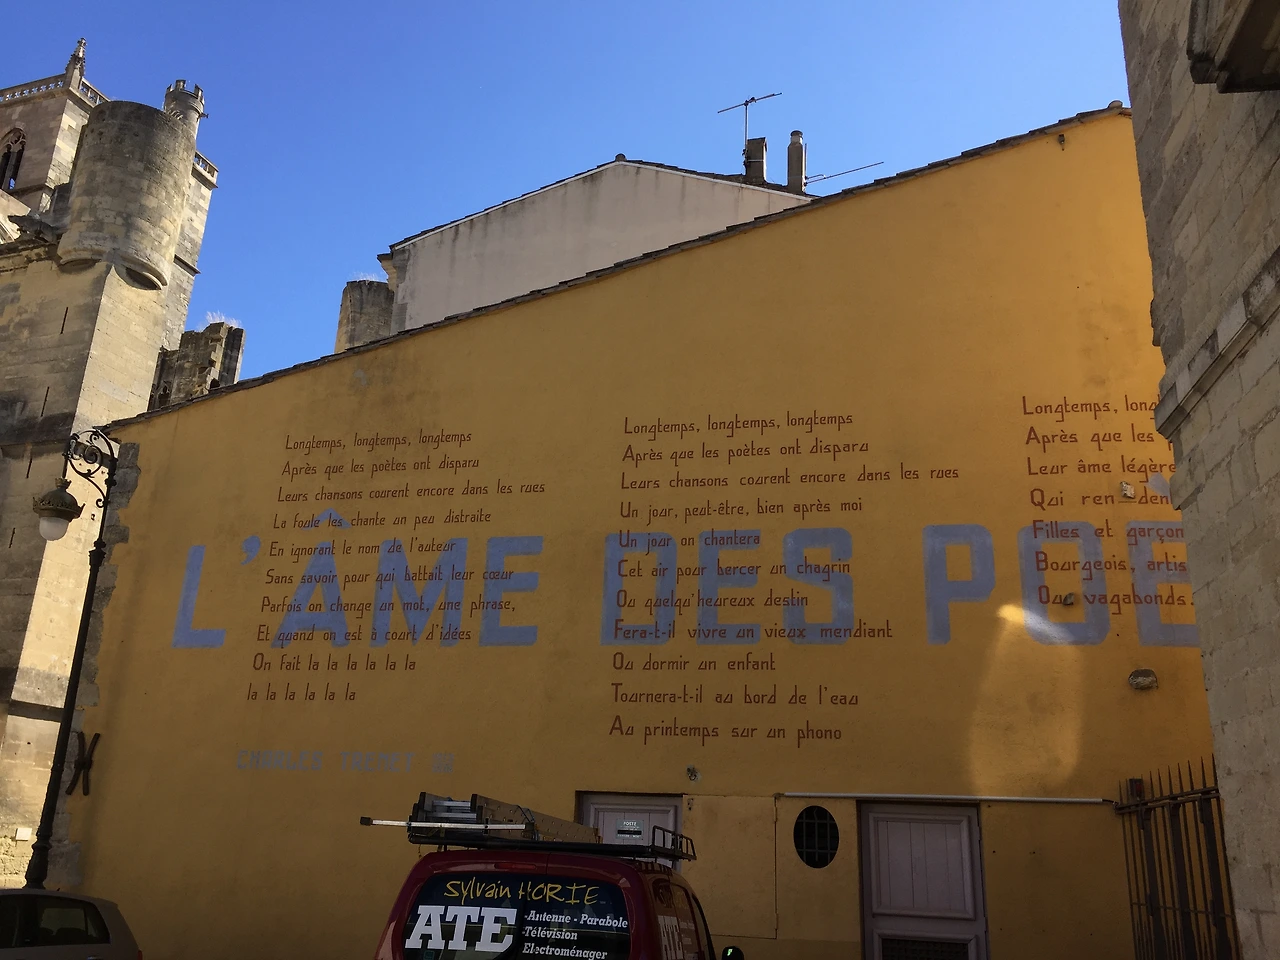 Longtemps, longtemps, longtemps
Après que les poètes ont disparu
Leurs chansons courent encore dans les rues
La foule les chante un peu distraite
En ignorant le nom de l'auteur
Sans savoir pour qui battait leur cœur
Parfois on change un mot, une phrase,
Et quand on est à court d'idées
On fait la la la la la la
la la la la la la
Longtemps, longtemps, longtemps
Après que les poètes ont disparu
Leurs chansons courent encore dans les rues
Un jour, peut-être, bien après moi
Un jour on chantera
Cet air pour bercer un chagrin
Ou quelqu'heureux destin
Fera-t-il vivre un vieux mendiant
Ou dormir un enfant
Tournera-t-il au bord de l'eau
Au printemps sur un phono
Longtemps,
Après que les
Leur âme légère
Qui
Filles et garçon
Bourgeois, artis
Ou vagabonds.
L'ÂME DES POÈ
CHARLES TRENET
Sylvain HORIE
ATE
-Antenne - Parabole
-Télévision
Electroménager
ATE